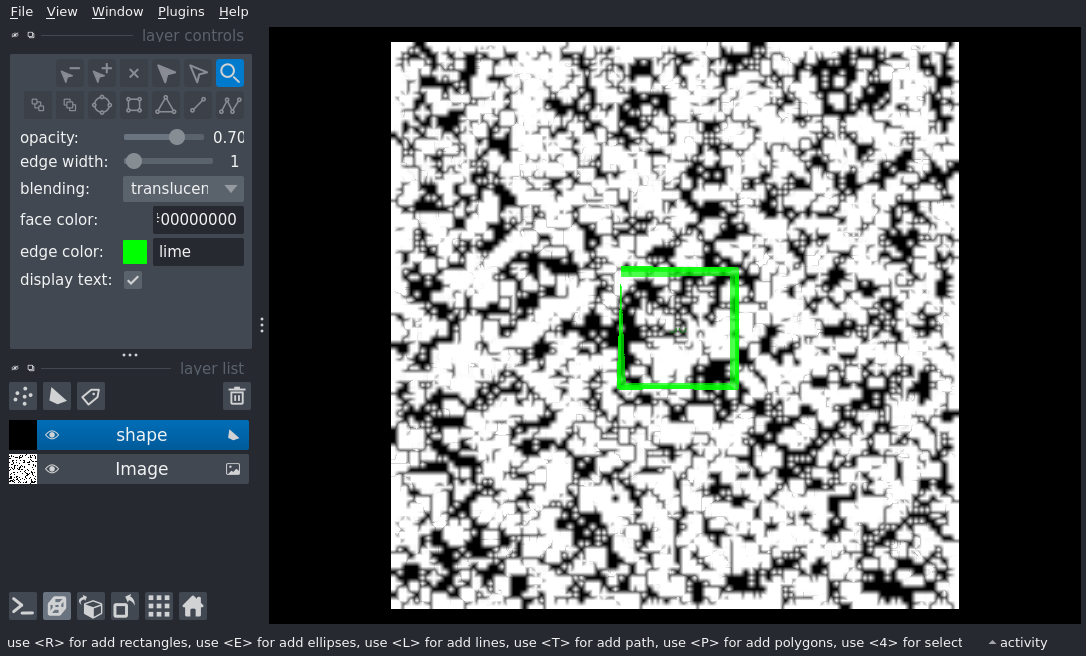 File View Window Plugins Help
layer controls
opacity: 0.70
edge width: 1
blending: translucen
face color: 00000000
edge color: lime
display text:
layer list
shape
Image
use <R> for add rectangles, use <E> for add ellipses, use <L> for add lines, use <T> for add path, use <P> for add polygons, use <4> for select
activity